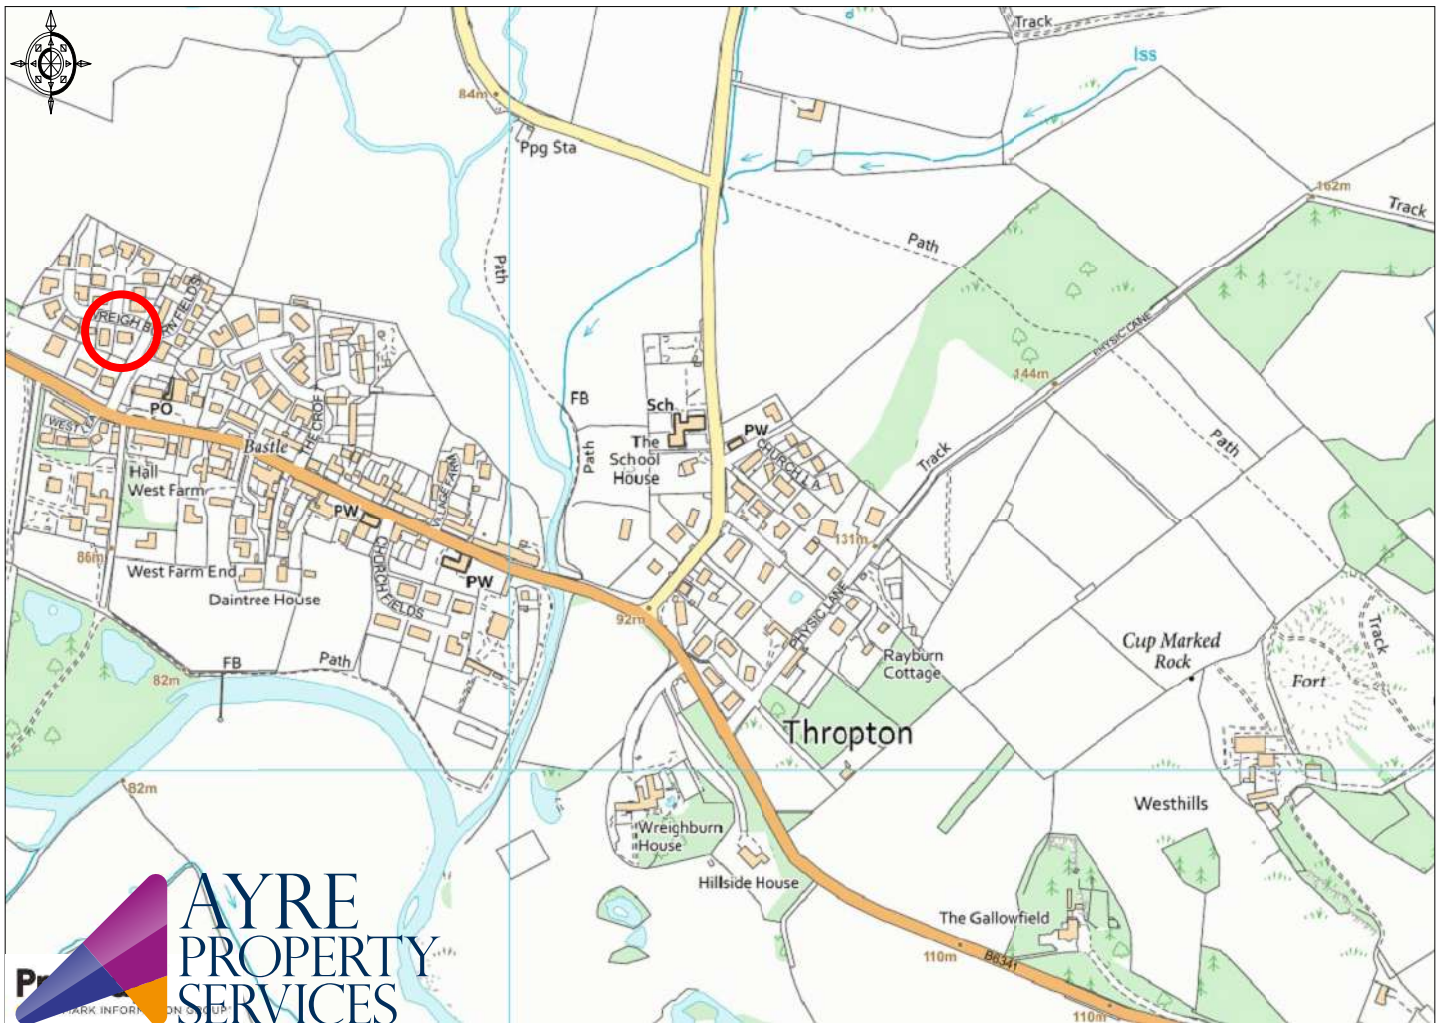 Track
Iss
84m
Ppg Sta
162m
Track
Path
Path
PHYSIC LANE
144m
FB
PO
WEST LEA
Sch
PW
The
School
House
CHURCH LA
Path
Path
Track
Bastle
THE CROFT
Hall
West Farm
VILLAGE FARM
PW
131m
86m
West Farm End
PW
Daintree House
CHURCH FIELDS
92m
PHYSIC LANE
Rayburn
Cottage
Cup Marked
Rock
Track
Fort
FB
Path
82m
Thropton
82m
Westhills
Wreighburn
House
Hillside House
The Gallowfield
110m
B6341
110m
AYRE
PROPERTY
SERVICES